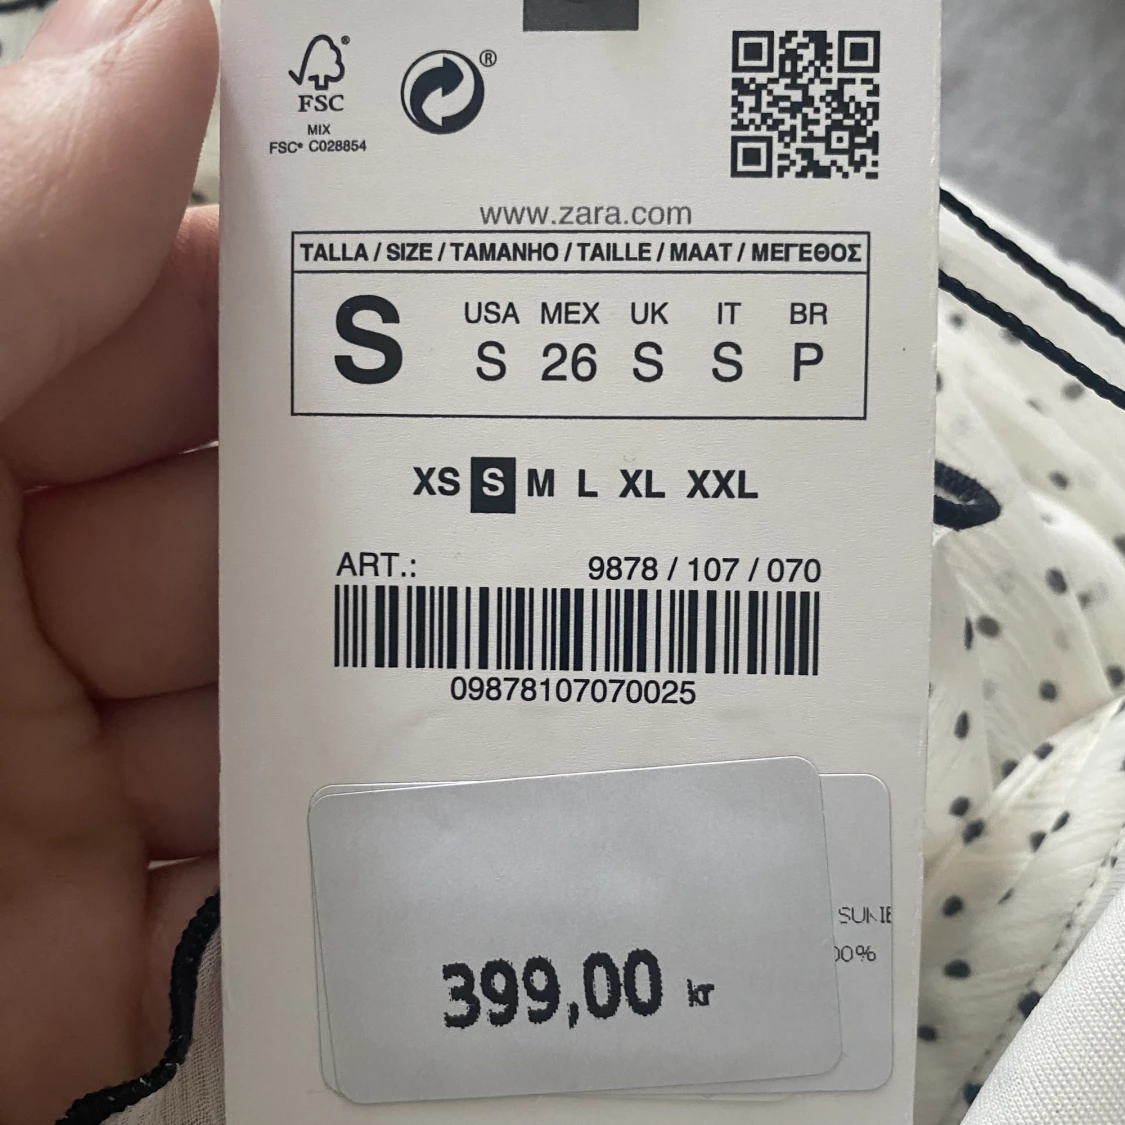 FSC
MIX
FSC® C028854
®
www.zara.com
TALLA / SIZE / TAMANHO / TAILLE / MAAT / ΜΕΓΕΘΟΣ
S
USA MEX UK IT BR
S 26 S S P
XS S M L XL XXL
ART.: 9878 / 107 / 070
09878107070025
399,00 kr
00%